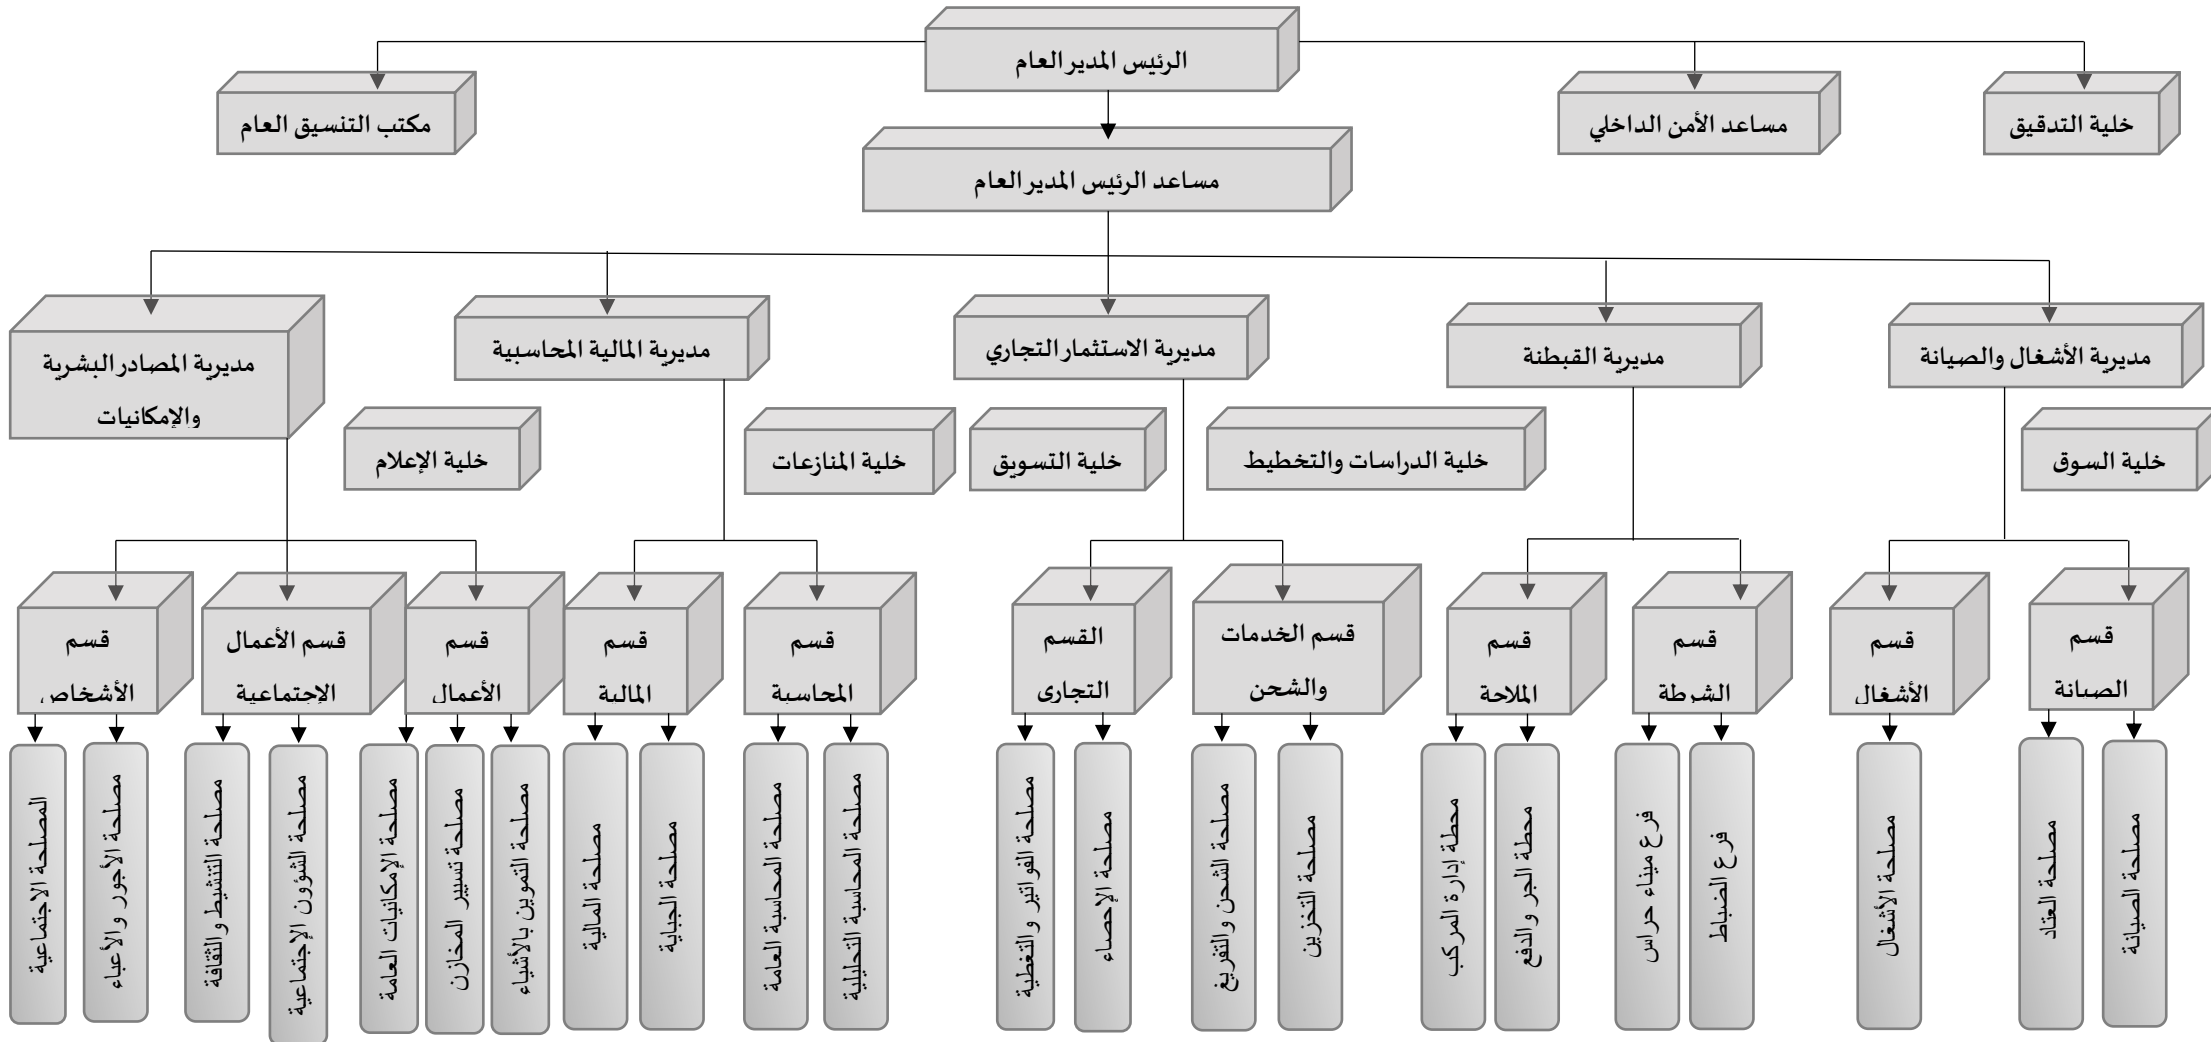 الرئيس المدير العام
خلية التدقيق
مساعد الأمن الداخلي
مكتب التنسيق العام
مساعد الرئيس المدير العام
مديرية الأشغال والصيانة
مديرية القبطنة
مديرية الاستثمار التجاري
مديرية المالية المحاسبية
مديرية المصادر البشرية
والإمكانيات
خلية السوق
خلية الدراسات والتخطيط
خلية التسويق
خلية المنازعات
خلية الإعلام
قسم
الصيانة
قسم
الأشغال
قسم
الشرطة
قسم
الملاحة
قسم الخدمات
والشحن
القسم
التجاري
قسم
المحاسبة
قسم
المالية
قسم
الأعمال
قسم الأعمال
الإجتماعية
قسم
الأشخاص
مصلحة الصيانة
مصلحة العتاد
مصلحة الأشغال
فرع الضباط
فرع ميناء حراس
محطة الجر والدفع
محطة إدارة المركب
مصلحة التخزين
مصلحة الشحن والتفريغ
مصلحة الإحصاء
مصلحة الفواتير والتغطية
مصلحة المحاسبة التحليلية
مصلحة المحاسبة العامة
مصلحة الجباية
مصلحة المالية
مصلحة التموين بالأشياء
مصلحة تسيير المخازن
مصلحة الإمكانيات العامة
مصلحة الشؤون الإجتماعية
مصلحة التنشيط والثقافة
مصلحة الأجور والأعباء
المصلحة الاجتماعية